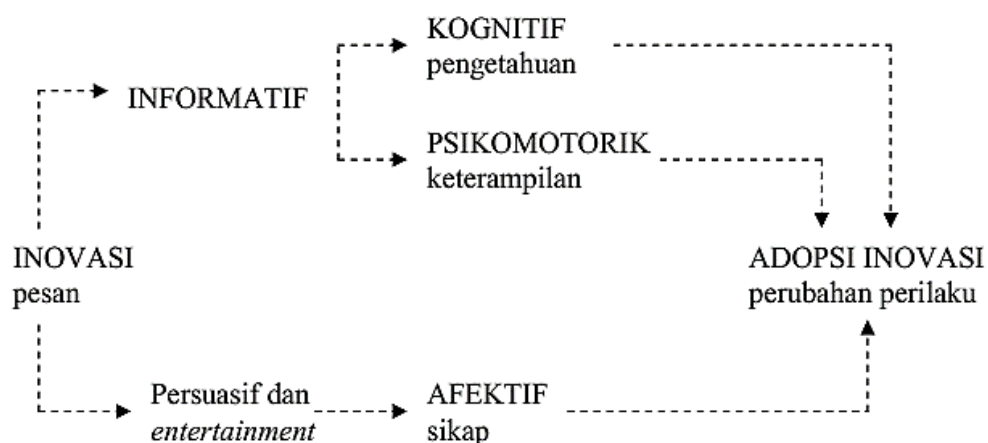 KOGNITIF
pengetahuan
INFORMATIF
PSIKOMOTORIK
keterampilan
INOVASI
pesan
ADOPSI INOVASI
perubahan perilaku
Persuasif dan
entertainment
AFEKTIF
sikap